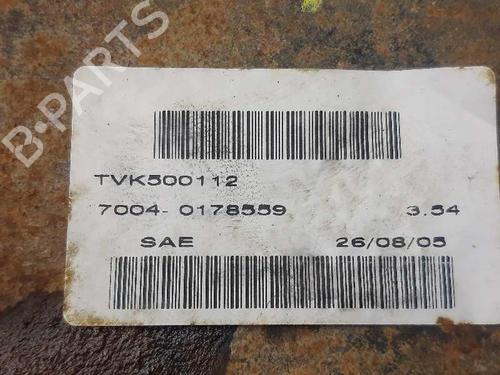 B-PARTS
TVK500112
7004- 0178559 3.54
SAE 26/08/05